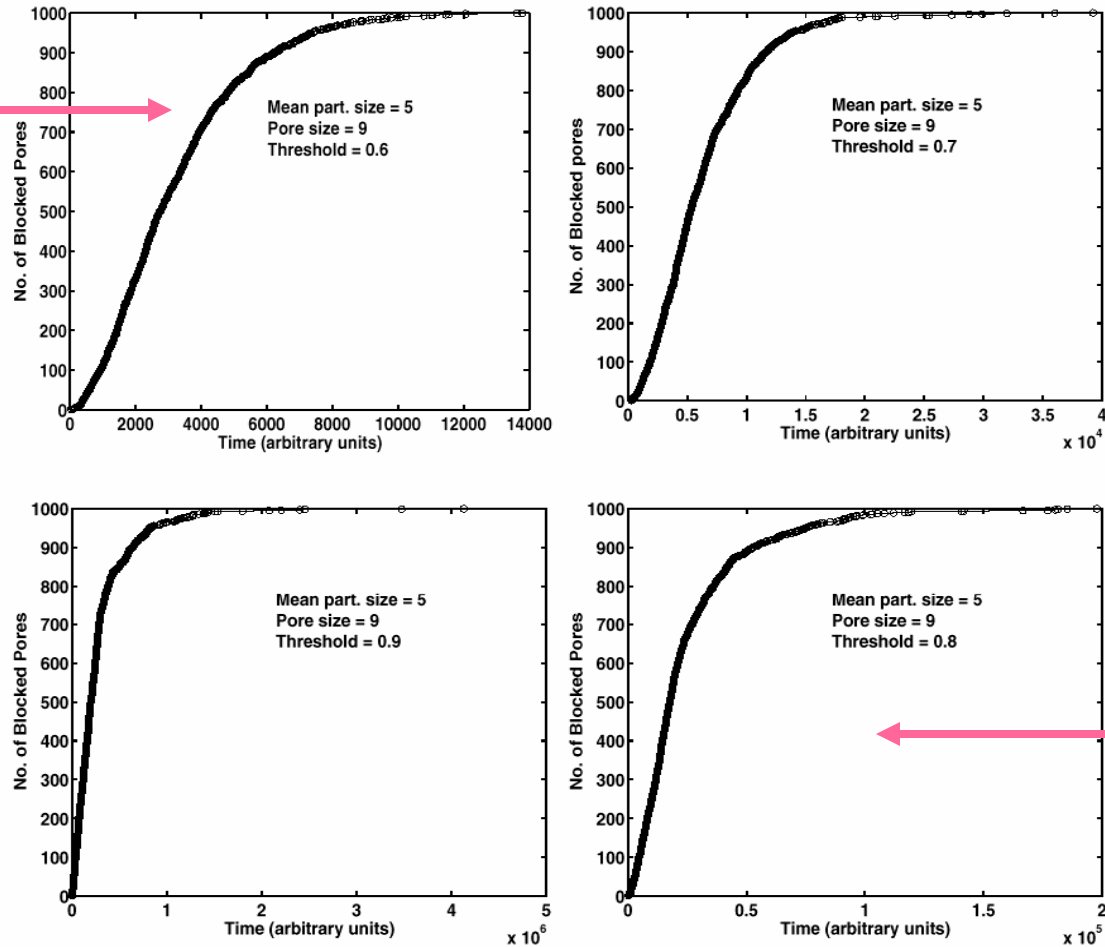 1000
900
800
700
600
500
400
300
200
100
0
No. of Blocked Pores
Mean part. size = 5
Pore size = 9
Threshold = 0.6
0 2000 4000 6000 8000 10000 12000 14000
Time (arbitrary units)
1000
900
800
700
600
500
400
300
200
100
0
No. of Blocked pores
Mean part. size = 5
Pore size = 9
Threshold = 0.7
0 0.5 1 1.5 2 2.5 3 3.5 4
Time (arbitrary units)
x 10^4
1000
900
800
700
600
500
400
300
200
100
0
No. of Blocked Pores
Mean part. size = 5
Pore size = 9
Threshold = 0.9
0 1 2 3 4 5
Time (arbitrary units)
x 10^6
1000
900
800
700
600
500
400
300
200
100
0
No. of Blocked Pores
Mean part. size = 5
Pore size = 9
Threshold = 0.8
0 0.5 1 1.5 2
Time (arbitrary units)
x 10^5